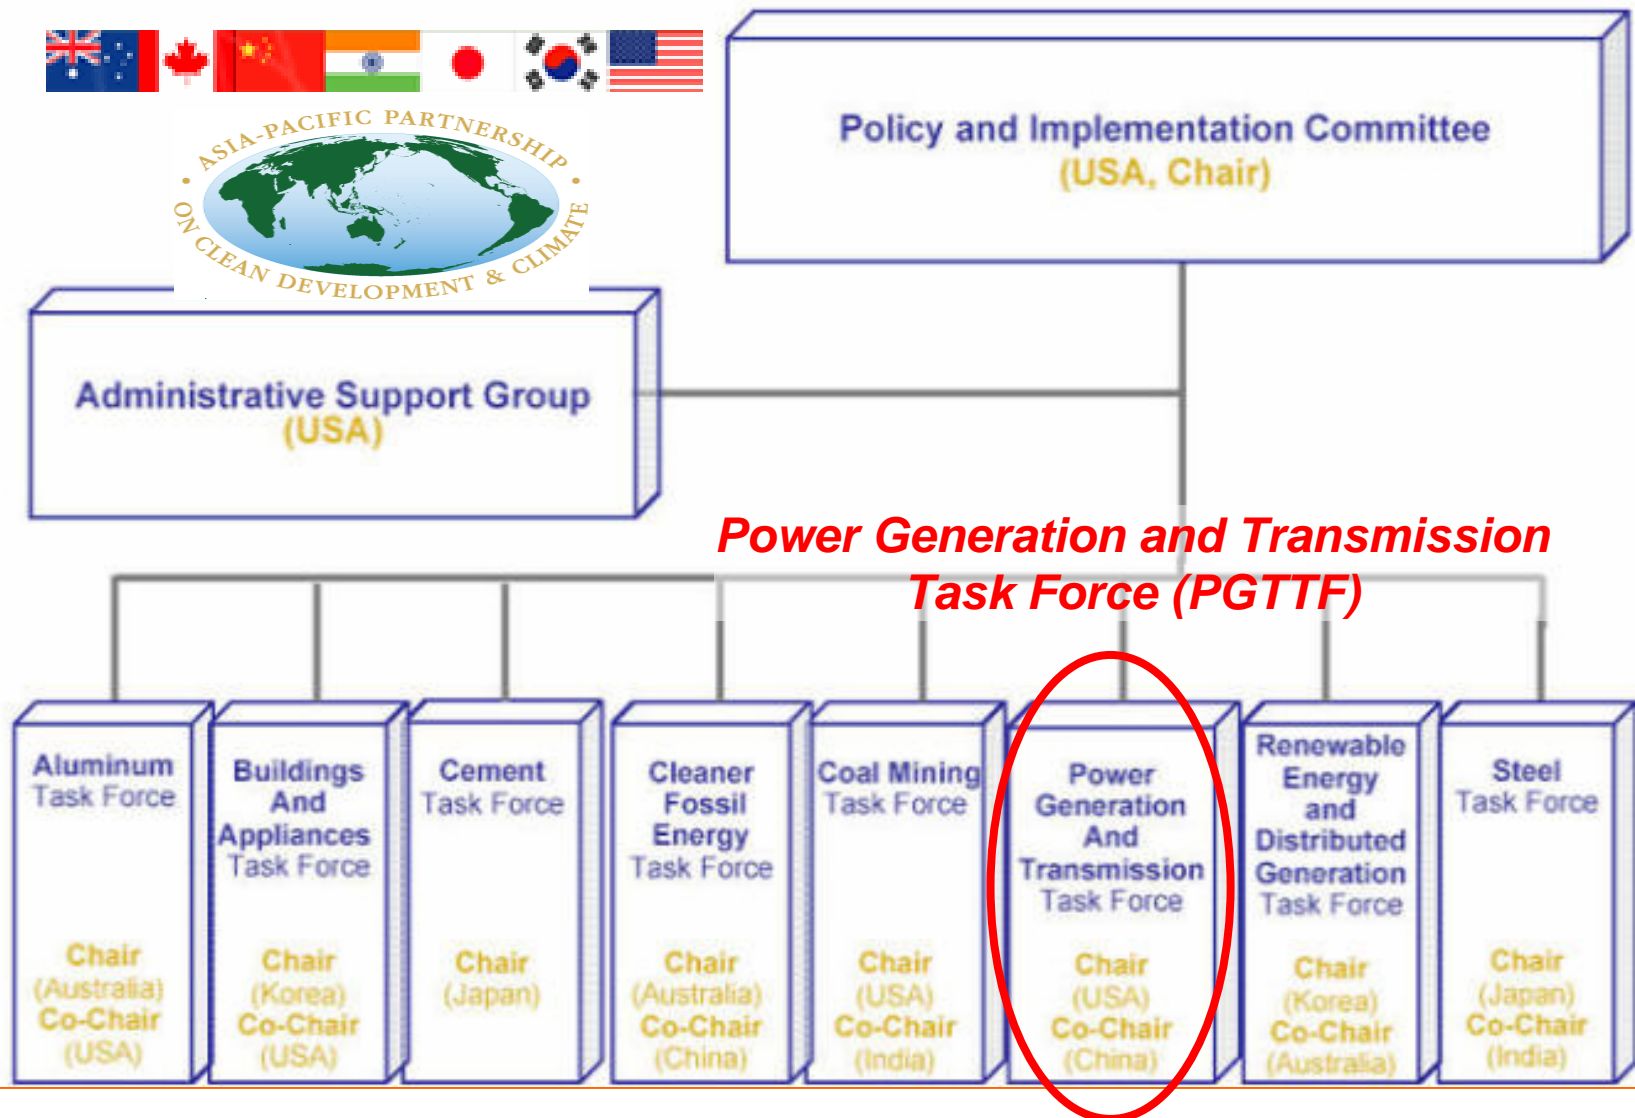 ASIA-PACIFIC PARTNERSHIP
ON CLEAN DEVELOPMENT & CLIMATE
Policy and Implementation Committee
(USA, Chair)
Administrative Support Group
(USA)
Power Generation and Transmission
Task Force (PGTTF)
Aluminum
Task Force
Chair
(Australia)
Co-Chair
(USA)
Buildings
And
Appliances
Task Force
Chair
(Korea)
Co-Chair
(USA)
Cement
Task Force
Chair
(Japan)
Cleaner
Fossil
Energy
Task Force
Chair
(Australia)
Co-Chair
(China)
Coal Mining
Task Force
Chair
(USA)
Co-Chair
(India)
Power
Generation
And
Transmission
Task Force
Chair
(USA)
Co-Chair
(China)
Renewable
Energy
and
Distributed
Generation
Task Force
Chair
(Korea)
Co-Chair
(Australia)
Steel
Task Force
Chair
(Japan)
Co-Chair
(India)